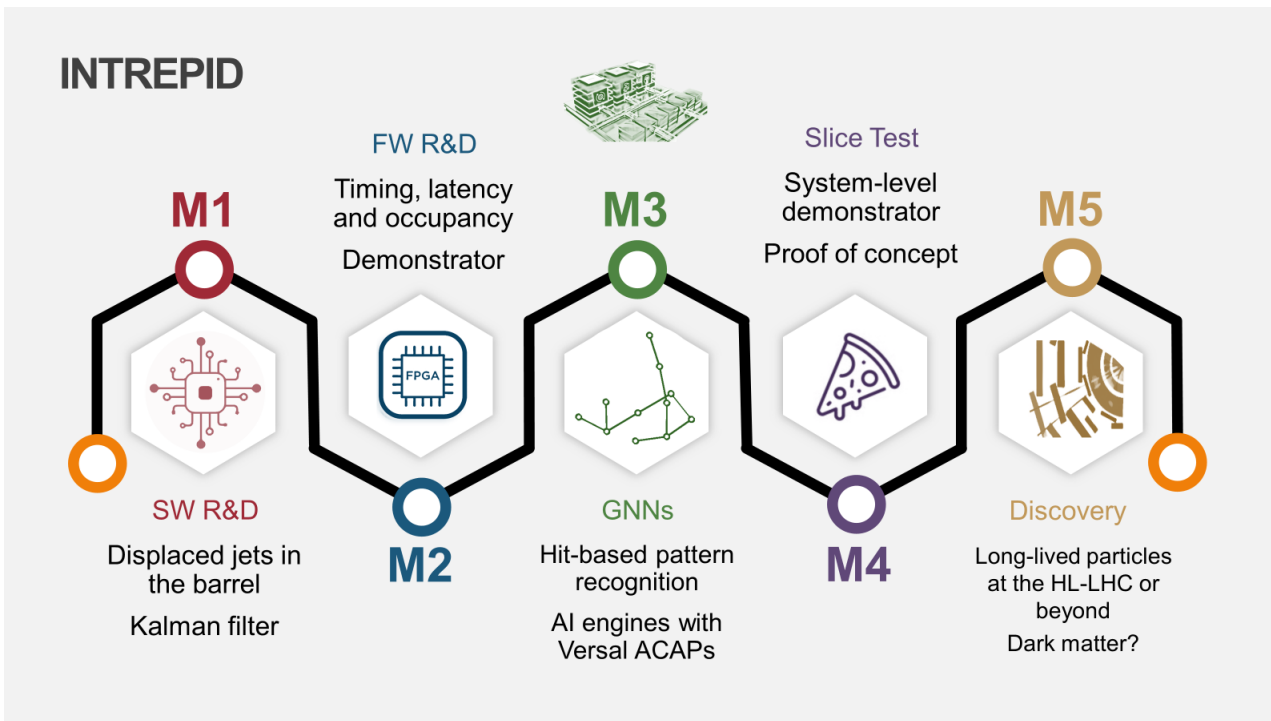 INTREPID
M1
SW R&D
Displaced jets in
the barrel
Kalman filter
FW R&D
Timing, latency
and occupancy
Demonstrator
FPGA
M2
M3
GNNs
Hit-based pattern
recognition
AI engines with
Versal ACAPs
Slice Test
System-level
demonstrator
Proof of concept
M4
M5
Discovery
Long-lived particles
at the HL-LHC or
beyond
Dark matter?